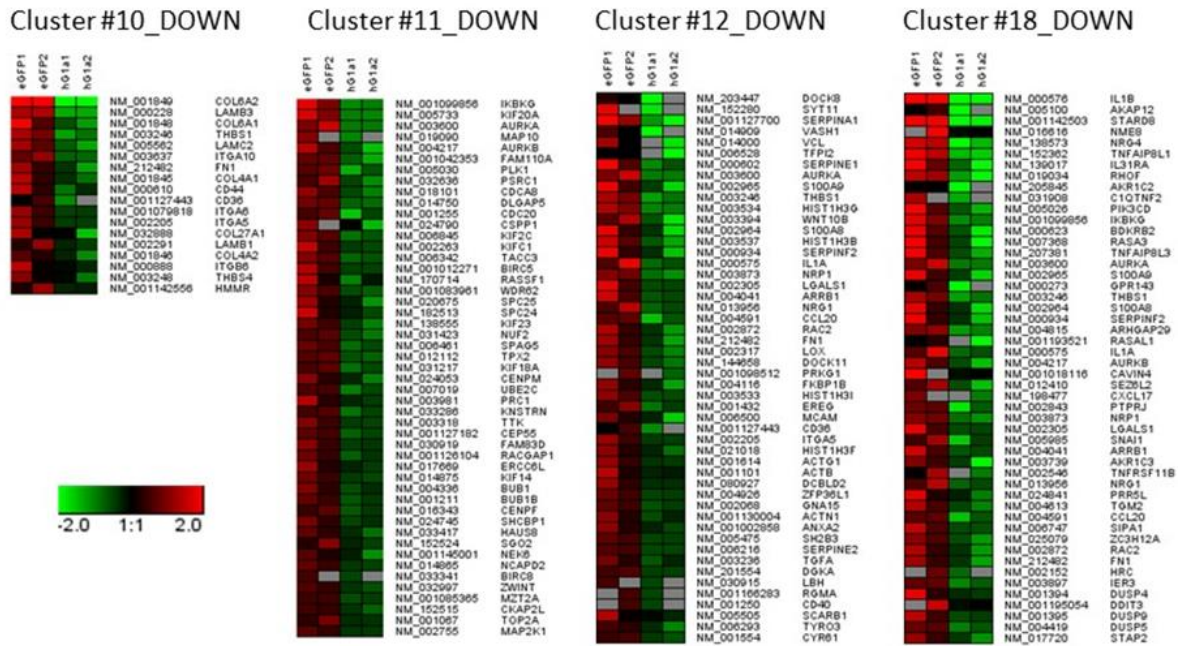 Cluster #10_DOWN
eGFP1 eGFP2 hG1a1 hG1a2
NM_001849 COL6A2
NM_000228 LAMB3
NM_001848 COL6A1
NM_003246 THBS1
NM_005562 LAMC2
NM_003637 ITGA10
NM_212482 FN1
NM_001845 COL4A1
NM_000610 CD44
NM_001127443 CD36
NM_001079818 ITGA6
NM_002205 ITGA5
NM_032888 COL27A1
NM_002291 LAMB1
NM_001846 COL4A2
NM_000888 ITGB6
NM_003248 THBS4
NM_001142556 HMMR
-2.0 1:1 2.0
Cluster #11_DOWN
eGFP1 eGFP2 hG1a1 hG1a2
NM_001099856 IKBKG
NM_005733 KIF20A
NM_003600 AURKA
NM_019090 MAP10
NM_004217 AURKB
NM_001042353 FAM110A
NM_005030 PLK1
NM_032636 PSRC1
NM_018101 CDCA8
NM_014750 DLGAP5
NM_001255 CDC20
NM_024790 CSPP1
NM_006845 KIF2C
NM_002263 KIFC1
NM_006342 TACC3
NM_001012271 BIRC5
NM_170714 RASSF1
NM_001083961 WDR62
NM_020675 SPC25
NM_182513 SPC24
NM_138555 KIF23
NM_031423 NUF2
NM_006461 SPAG5
NM_012112 TPX2
NM_031217 KIF18A
NM_024053 CENPM
NM_007019 UBE2C
NM_003981 PRC1
NM_033286 KNSTRN
NM_003318 TTK
NM_001127182 CEP55
NM_030919 FAM83D
NM_001126104 RACGAP1
NM_017669 ERCC6L
NM_014875 KIF14
NM_004336 BUB1
NM_001211 BUB1B
NM_016343 CENPF
NM_024745 SHCBP1
NM_033417 HAUS8
NM_152524 SGO2
NM_001145001 NEK6
NM_014865 NCAPD2
NM_033341 BIRC8
NM_032997 ZWINT
NM_001085365 MZT2A
NM_152515 CKAP2L
NM_001067 TOP2A
NM_002755 MAP2K1
Cluster #12_DOWN
eGFP1 eGFP2 hG1a1 hG1a2
NM_203447 DOCK8
NM_152280 SYT11
NM_001127700 SERPINA1
NM_014909 VASH1
NM_014000 VCL
NM_006528 TFPI2
NM_000602 SERPINE1
NM_003600 AURKA
NM_002965 S100A9
NM_003246 THBS1
NM_003534 HIST1H3G
NM_003394 WNT10B
NM_002964 S100A8
NM_003537 HIST1H3B
NM_000934 SERPINF2
NM_000575 IL1A
NM_003873 NRP1
NM_002305 LGALS1
NM_004041 ARRB1
NM_013956 NRG1
NM_004591 CCL20
NM_002872 RAC2
NM_212482 FN1
NM_002317 LOX
NM_144658 DOCK11
NM_001098512 PRKG1
NM_004116 FKBP1B
NM_003533 HIST1H3I
NM_001432 EREG
NM_006500 MCAM
NM_001127443 CD36
NM_002205 ITGA5
NM_021018 HIST1H3F
NM_001614 ACTG1
NM_001101 ACTB
NM_080927 DCBLD2
NM_004926 ZFP36L1
NM_002068 GNA15
NM_001130004 ACTN1
NM_001002858 ANXA2
NM_005475 SH2B3
NM_006216 SERPINE2
NM_003236 TGFA
NM_201554 DGKA
NM_030915 LBH
NM_001166283 RGMA
NM_001250 CD40
NM_005505 SCARB1
NM_006293 TYRO3
NM_001554 CYR61
Cluster #18_DOWN
eGFP1 eGFP2 hG1a1 hG1a2
NM_000576 IL1B
NM_005100 AKAP12
NM_001142503 STARD8
NM_016616 NME8
NM_138573 NRG4
NM_152362 TNFAIP8L1
NM_139017 IL31RA
NM_019034 RHOF
NM_205845 AKR1C2
NM_031908 C1QTNF2
NM_005026 PIK3CD
NM_001099856 IKBKG
NM_000623 BDKRB2
NM_007368 RASA3
NM_207381 TNFAIP8L3
NM_003600 AURKA
NM_002965 S100A9
NM_000273 GPR143
NM_003246 THBS1
NM_002964 S100A8
NM_000934 SERPINF2
NM_004815 ARHGAP29
NM_001193521 RASAL1
NM_000575 IL1A
NM_004217 AURKB
NM_001018116 CAVIN4
NM_012410 SEZ6L2
NM_198477 CXCL17
NM_002843 PTPRJ
NM_003873 NRP1
NM_002305 LGALS1
NM_005985 SNAI1
NM_004041 ARRB1
NM_003739 AKR1C3
NM_002546 TNFRSF11B
NM_013956 NRG1
NM_024841 PRR5L
NM_004613 TGM2
NM_004591 CCL20
NM_006747 SIPA1
NM_025079 ZC3H12A
NM_002872 RAC2
NM_212482 FN1
NM_002152 HRC
NM_003897 IER3
NM_001394 DUSP4
NM_001195054 DDIT3
NM_001395 DUSP9
NM_004419 DUSP5
NM_017720 STAP2